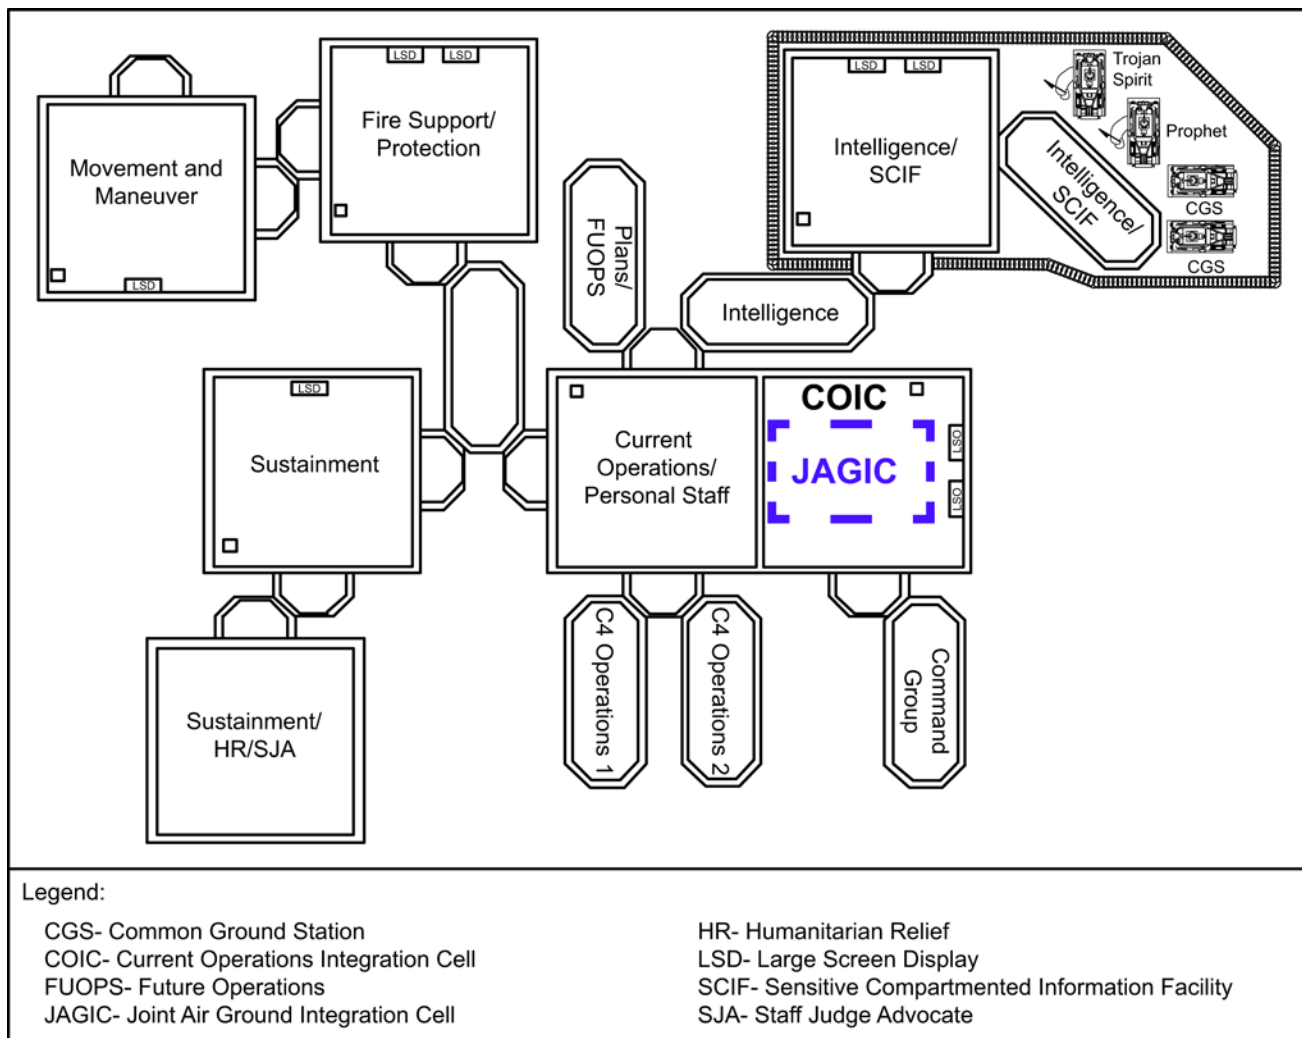 LSD LSD
Fire Support/
Protection
Movement and
Maneuver
LSD
LSD LSD
Intelligence/
SCIF
Intelligence/
SCIF
Trojan
Spirit
Prophet
CGS
CGS
Plans/
FUOPS
Intelligence
LSD
Sustainment
Current
Operations/
Personal Staff
COIC
JAGIC
LSD
LSD
Sustainment/
HR/SJA
C4 Operations 1
C4 Operations 2
Command
Group
Legend:
CGS- Common Ground Station
COIC- Current Operations Integration Cell
FUOPS- Future Operations
JAGIC- Joint Air Ground Integration Cell
HR- Humanitarian Relief
LSD- Large Screen Display
SCIF- Sensitive Compartmented Information Facility
SJA- Staff Judge Advocate